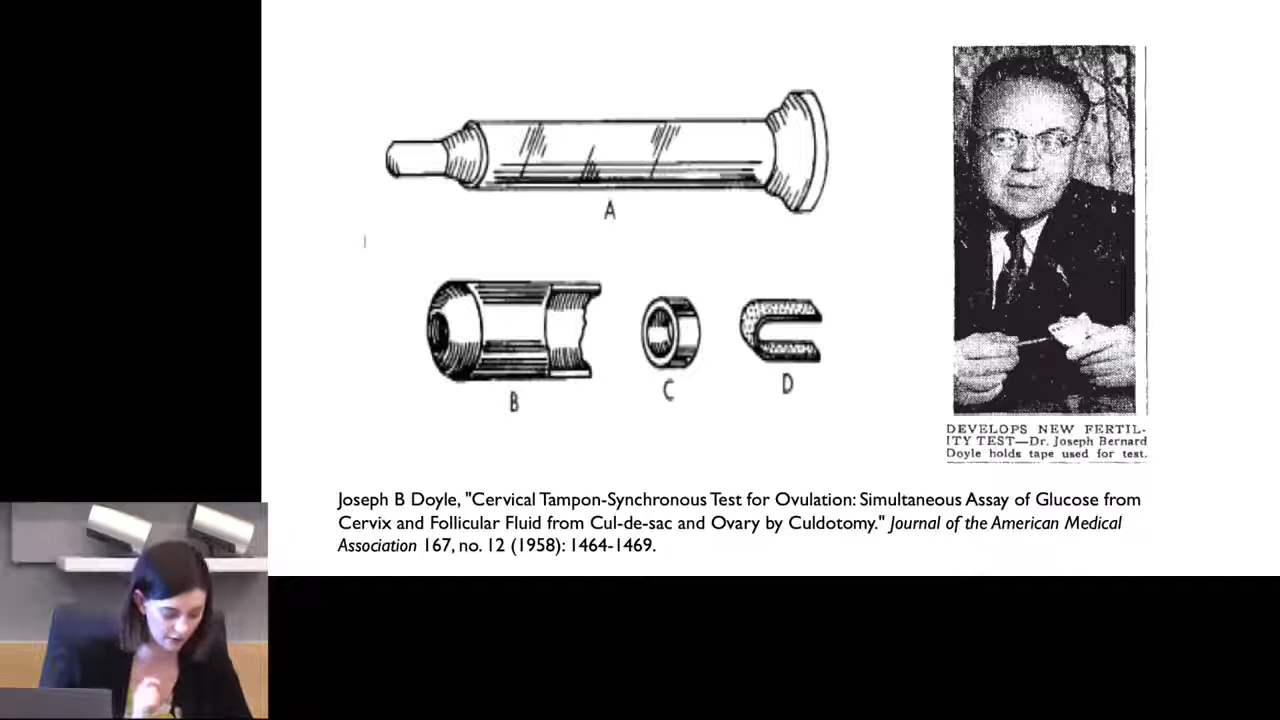 A
B
C
D
DEVELOPS NEW FERTIL-
ITY TEST—Dr. Joseph Bernard
Doyle holds tape used for test.
Joseph B Doyle, "Cervical Tampon-Synchronous Test for Ovulation: Simultaneous Assay of Glucose from
Cervix and Follicular Fluid from Cul-de-sac and Ovary by Culdotomy." Journal of the American Medical
Association 167, no. 12 (1958): 1464-1469.